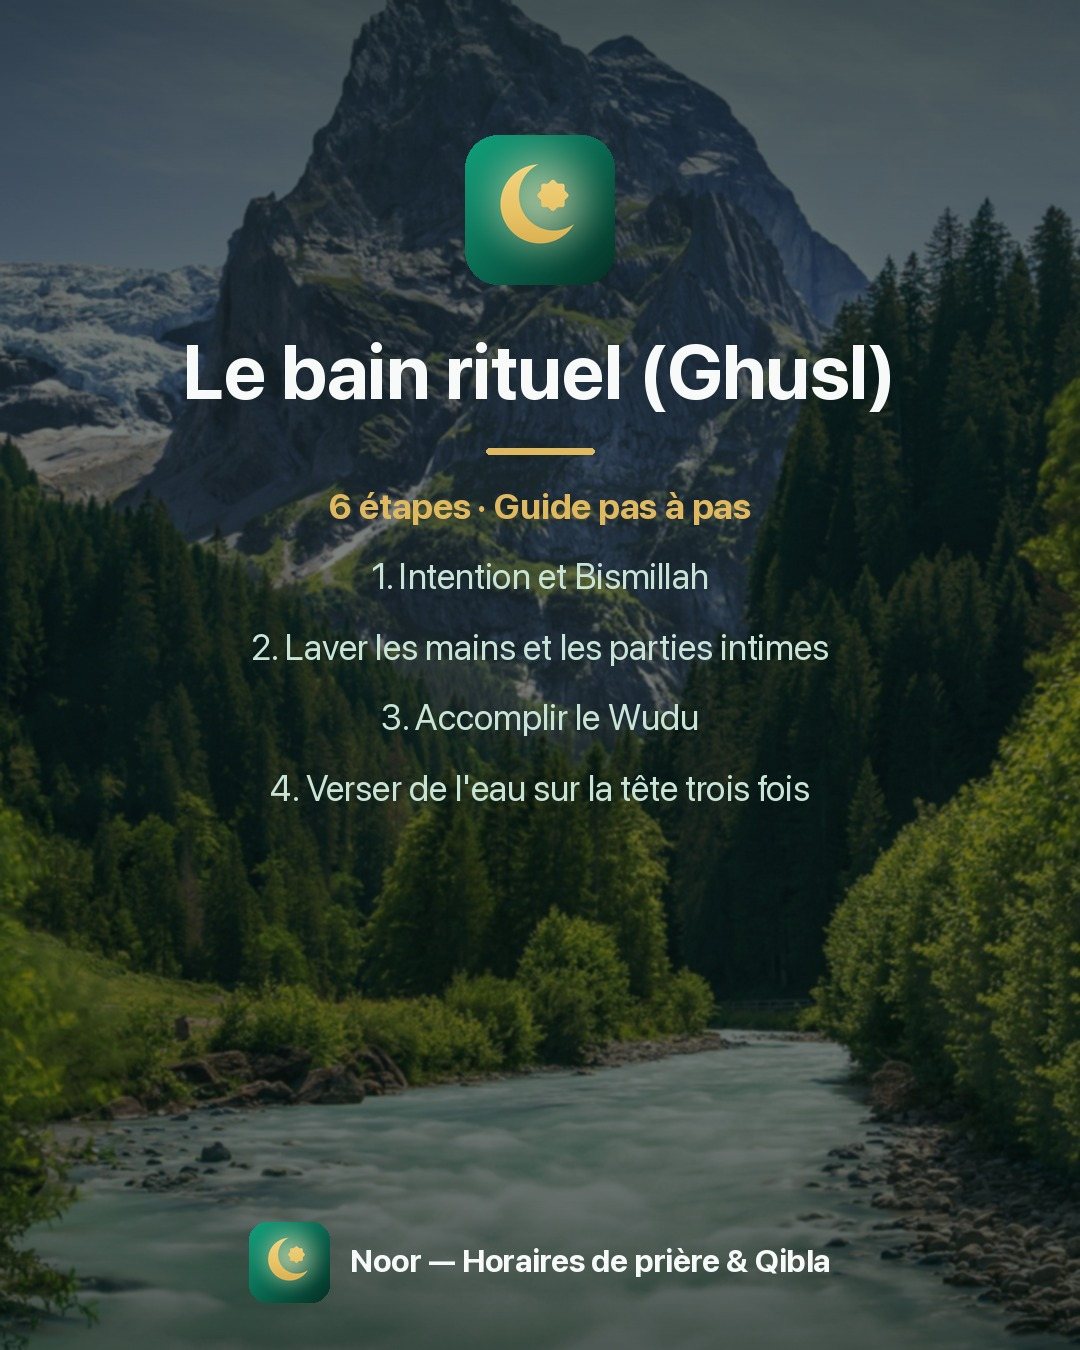 Le bain rituel (Ghusl)
6 étapes · Guide pas à pas
1. Intention et Bismillah
2. Laver les mains et les parties intimes
3. Accomplir le Wudu
4. Verser de l'eau sur la tête trois fois
Noor — Horaires de prière & Qibla